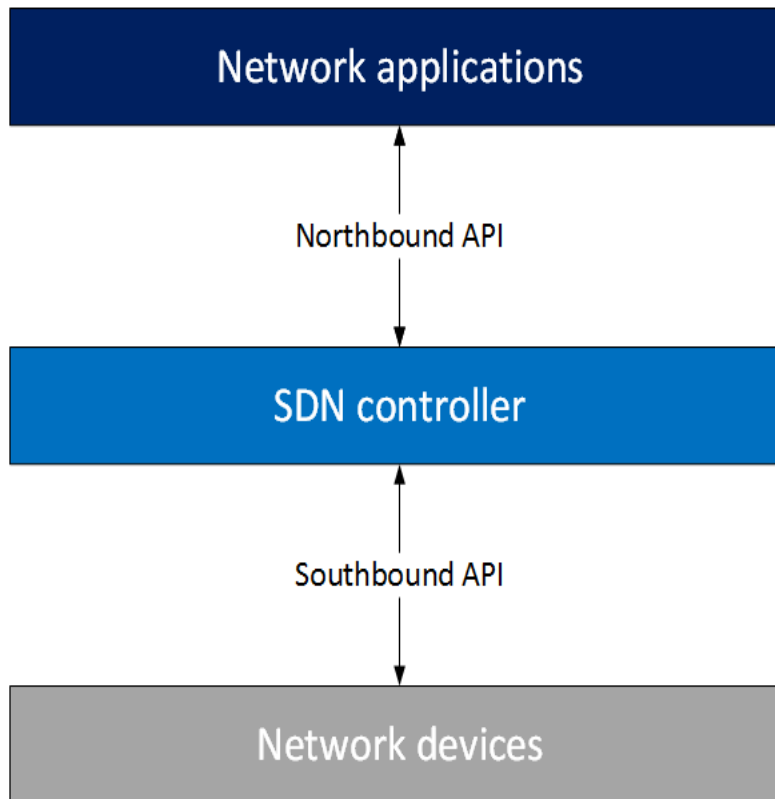 Network applications
Northbound API
SDN controller
Southbound API
Network devices